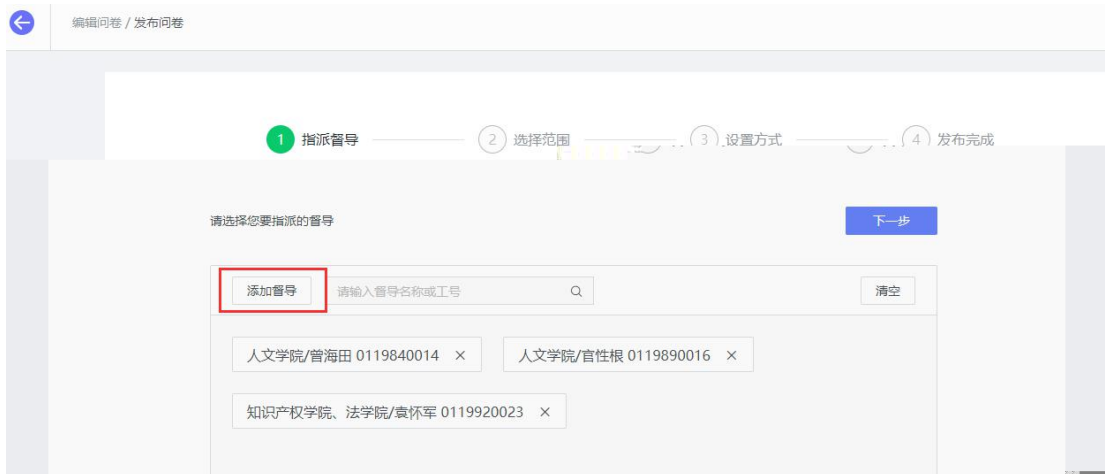 编辑问卷 / 发布问卷
1 指派督导 2 选择范围 3 设置方式 4 发布完成
请选择您要指派的督导 下一步
添加督导 请输入督导名称或工号 清空
人文学院/曾海田 0119840014 × 人文学院/官性根 0119890016 ×
知识产权学院、法学院/袁怀军 0119920023 ×